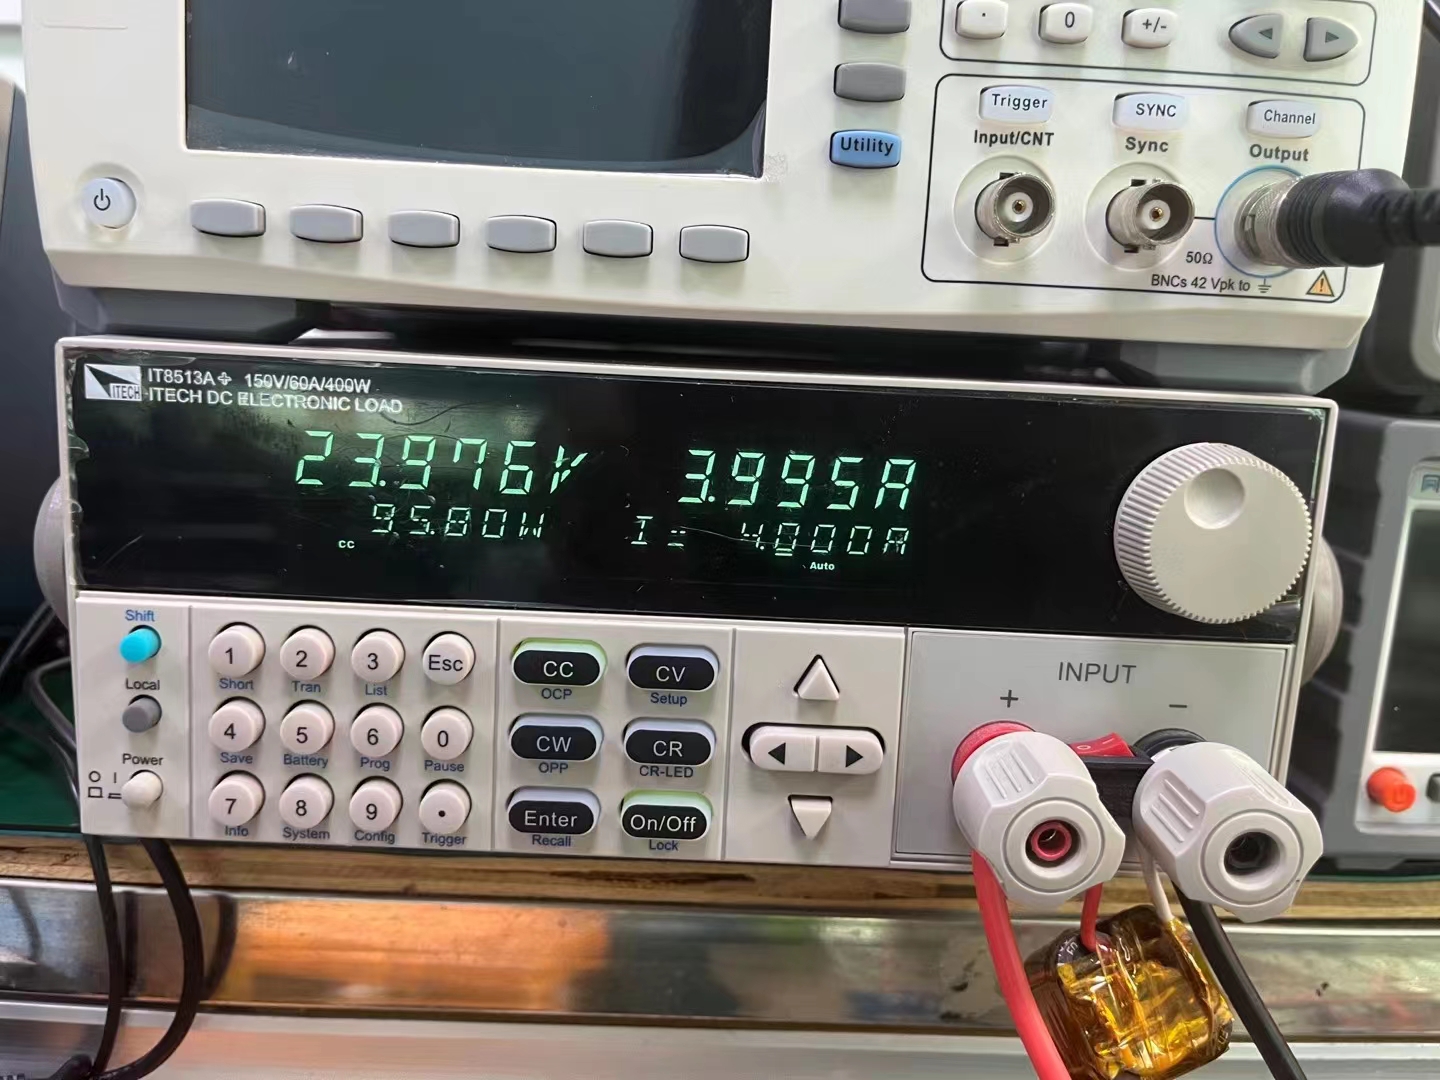 . 0 +/-
◀ ▶
Utility
Trigger SYNC Channel
Input/CNT Sync Output
50Ω
BNCs 42 Vpk to
ITECH IT8513A+ 150V/60A/400W
ITECH DC ELECTRONIC LOAD
23.976V 3.995A
95.80W I = 4.000A
CC Auto
Shift
Local
Power
O I
1 2 3 Esc
Short Tran List
4 5 6 0
Save Battery Prog Pause
7 8 9 .
Info System Config Trigger
CC CV
OCP Setup
CW CR
OPP CR-LED
Enter On/Off
Recall Lock
INPUT
+ −